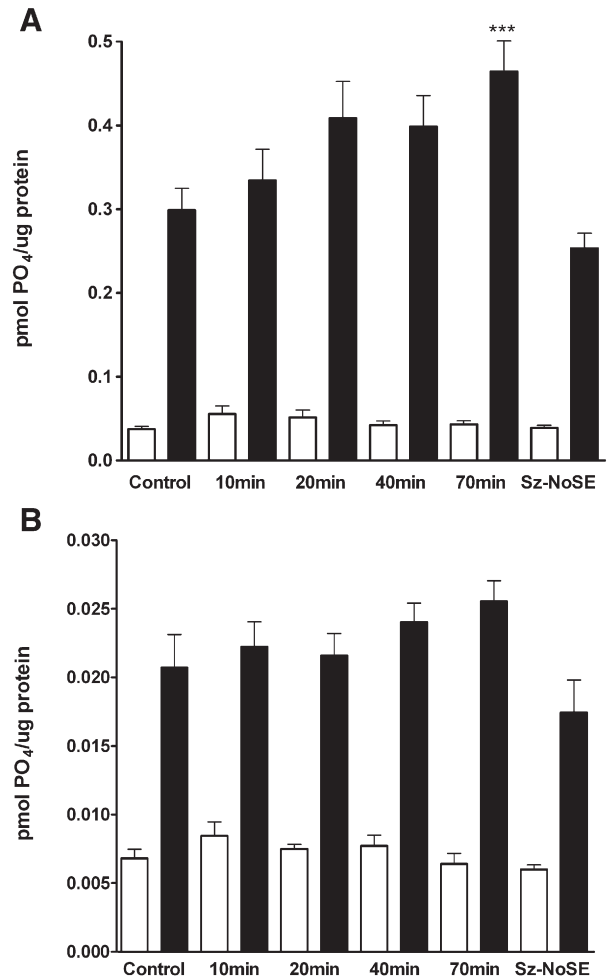 A
***
0.5
0.4
0.3
0.2
0.1
0.0
pmol PO4/ug protein
Control 10min 20min 40min 70min Sz-NoSE
B
0.030
0.025
0.020
0.015
0.010
0.005
0.000
pmol PO4/ug protein
Control 10min 20min 40min 70min Sz-NoSE